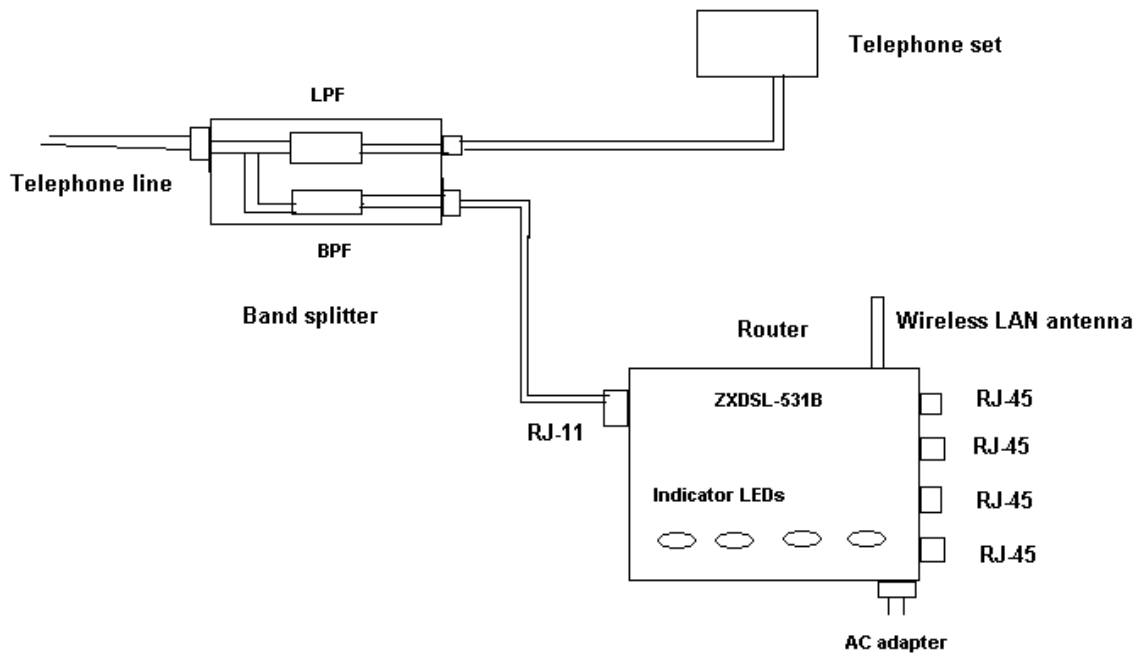 Telephone set
LPF
Telephone line
BPF
Band splitter
Wireless LAN antenna
Router
ZXDSL-531B
RJ-45
RJ-11
RJ-45
Indicator LEDs
RJ-45
RJ-45
AC adapter